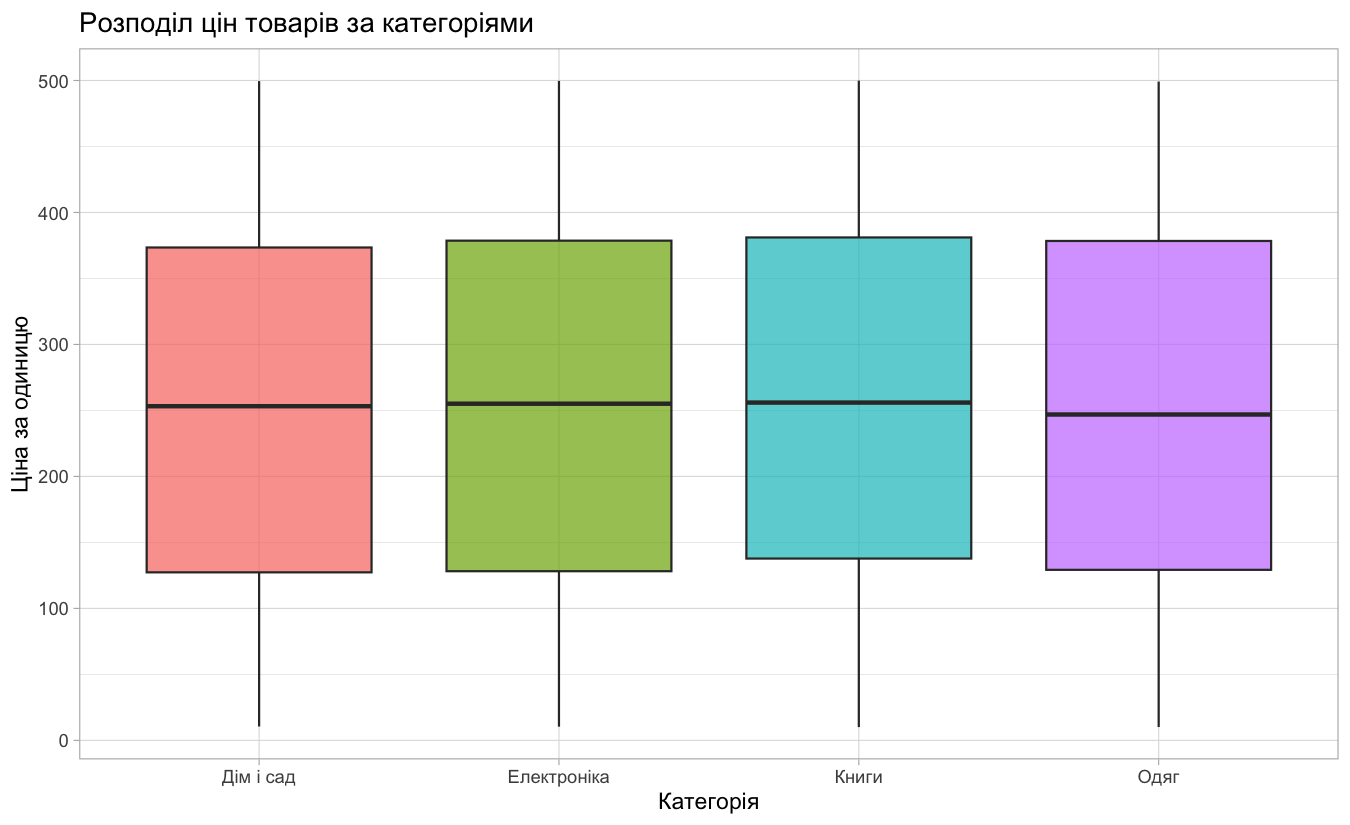 Розподіл цін товарів за категоріями
Ціна за одиницю
500
400
300
200
100
0
Дім і сад
Електроніка
Книги
Одяг
Категорія